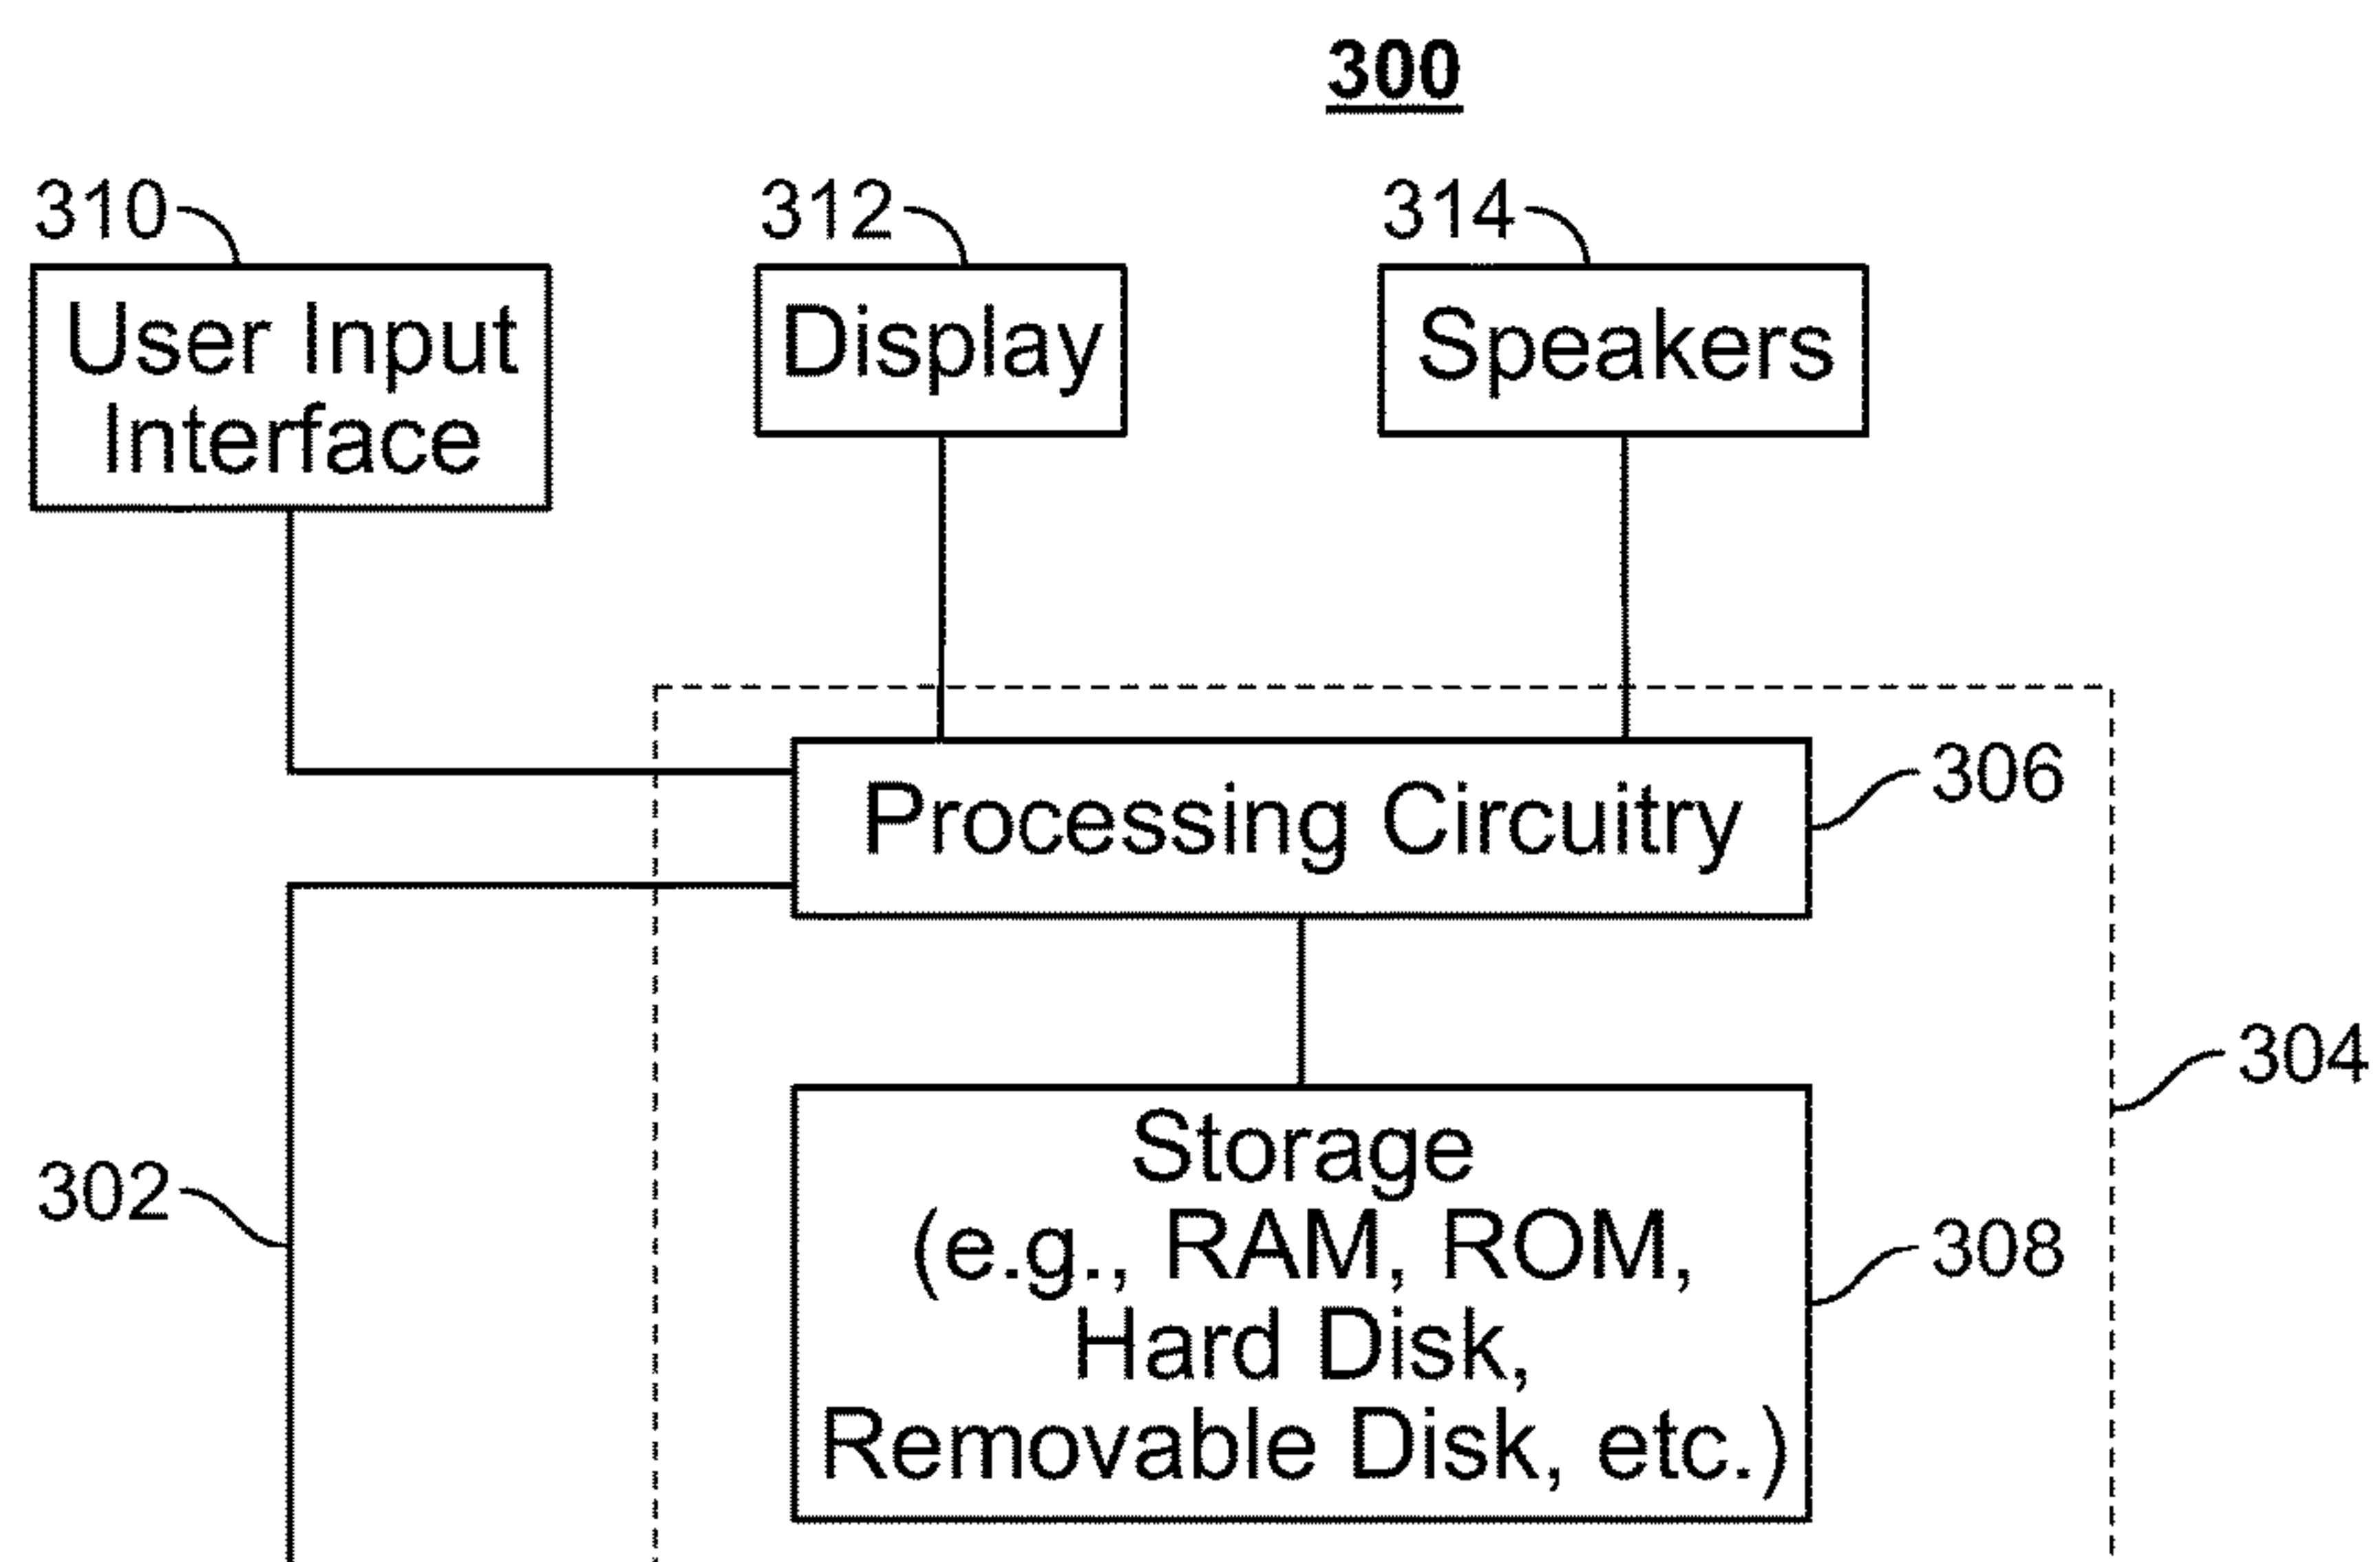 300
310
312
314
User Input
Interface
Display
Speakers
Processing Circuitry
306
304
302
Storage
(e.g., RAM, ROM,
Hard Disk,
Removable Disk, etc.)
308